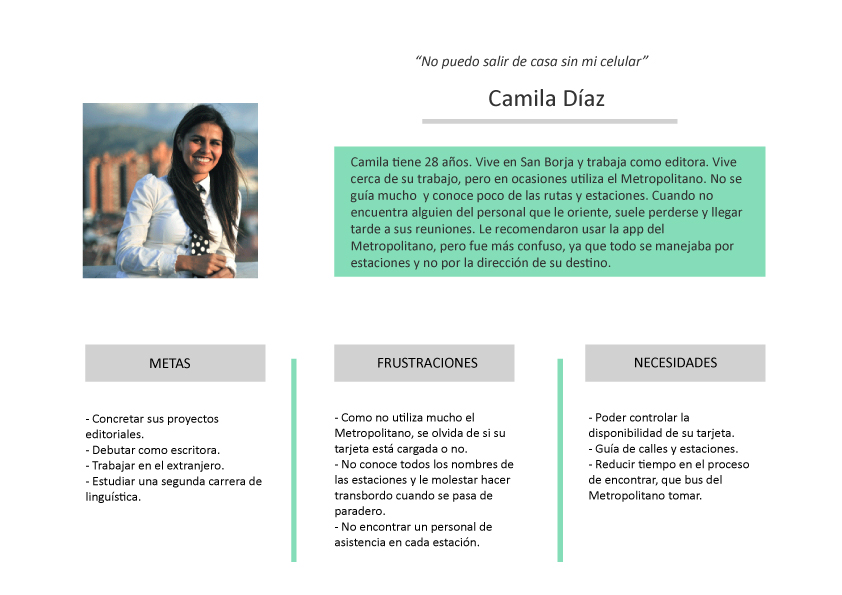 “No puedo salir de casa sin mi celular”
Camila Díaz
Camila tiene 28 años. Vive en San Borja y trabaja como editora. Vive
cerca de su trabajo, pero en ocasiones utiliza el Metropolitano. No se
guía mucho  y conoce poco de las rutas y estaciones. Cuando no
encuentra alguien del personal que le oriente, suele perderse y llegar
tarde a sus reuniones. Le recomendaron usar la app del
Metropolitano, pero fue más confuso, ya que todo se manejaba por
estaciones y no por la dirección de su destino.
METAS
- Concretar sus proyectos
editoriales.
- Debutar como escritora.
- Trabajar en el extranjero.
- Estudiar una segunda carrera de
linguística.
FRUSTRACIONES
- Como no utiliza mucho el
Metropolitano, se olvida de si su
tarjeta está cargada o no.
- No conoce todos los nombres de
las estaciones y le molestar hacer
transbordo cuando se pasa de
paradero.
- No encontrar un personal de
asistencia en cada estación.
NECESIDADES
- Poder controlar la
disponibilidad de su tarjeta.
- Guía de calles y estaciones.
- Reducir tiempo en el proceso
de encontrar, que bus del
Metropolitano tomar.